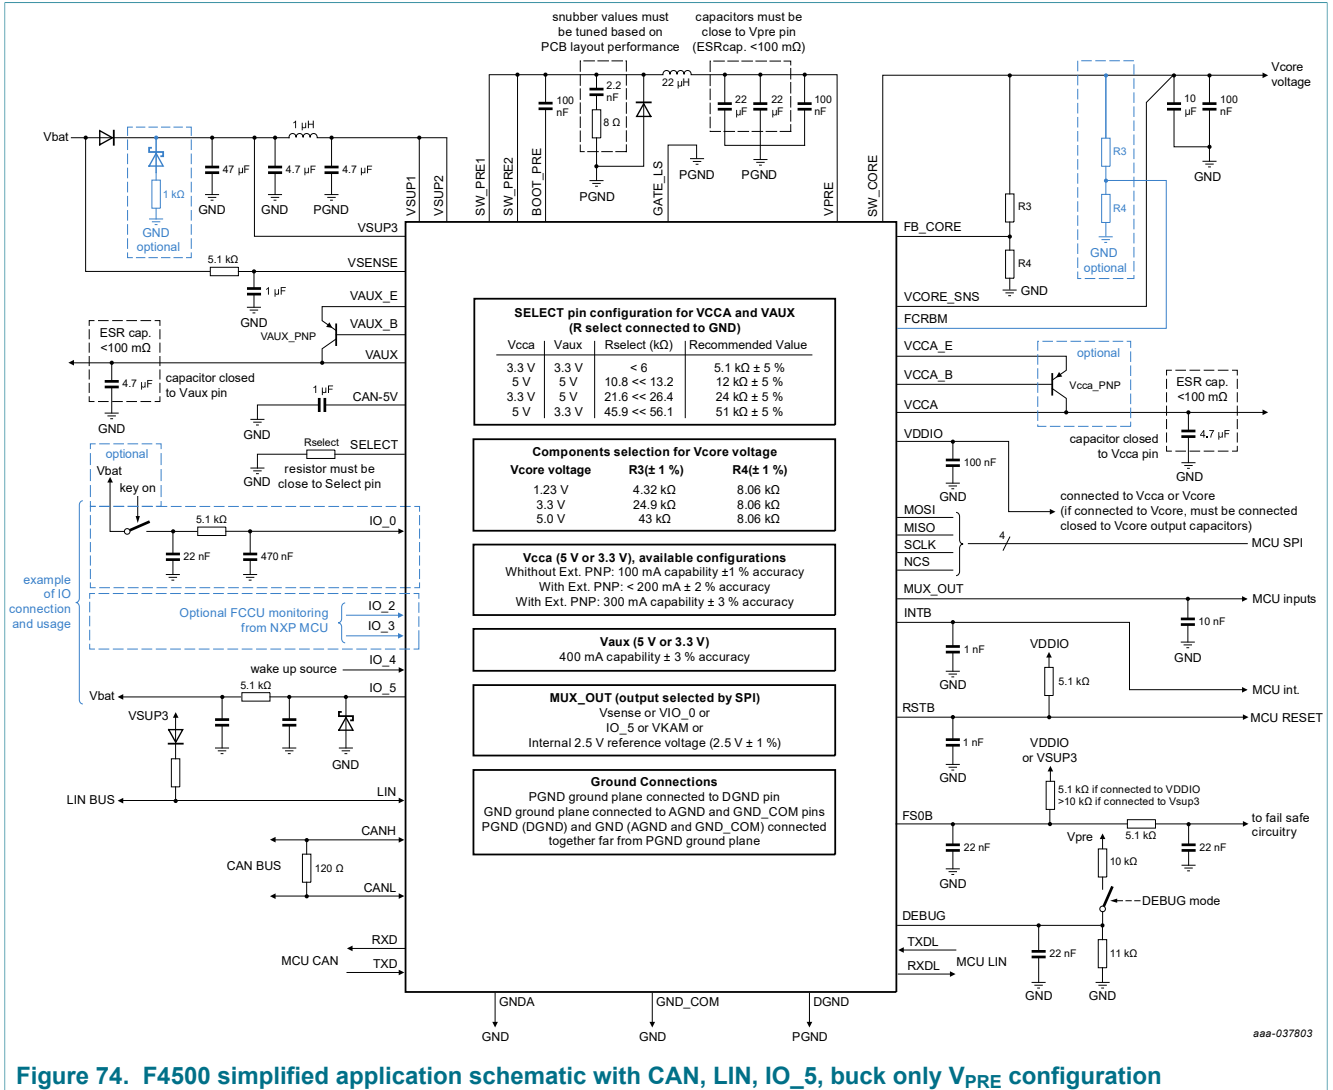 snubber values must
be tuned based on
PCB layout performance
capacitors must be
close to Vpre pin
(ESRcap. <100 mΩ)
Vcore
voltage
2.2
nF
8 Ω
22 µH
100
nF
22
µF
22
µF
100
nF
10
µF
100
nF
PGND
PGND
PGND
GND
Vbat
1 µH
47 µF
4.7 µF
4.7 µF
1 kΩ
GND
optional
GND
GND
PGND
VSUP1
VSUP2
SW_PRE1
SW_PRE2
BOOT_PRE
GATE_LS
VPRE
SW_CORE
R3
R4
GND
R3
R4
GND
optional
VSUP3
5.1 kΩ
VSENSE
1 µF
GND
VAUX_E
VAUX_PNP
VAUX_B
VAUX
ESR cap.
<100 mΩ
4.7 µF
capacitor closed
to Vaux pin
GND
1 µF
CAN-5V
GND
Rselect
SELECT
GND
resistor must be
close to Select pin
optional
Vbat
key on
5.1 kΩ
IO_0
22 nF
470 nF
example
of IO
connection
and usage
Optional FCCU monitoring
from NXP MCU
IO_2
IO_3
wake up source
IO_4
Vbat
5.1 kΩ
IO_5
GND
VSUP3
LIN BUS
LIN
CANH
CAN BUS
120 Ω
CANL
RXD
MCU CAN
TXD
SELECT pin configuration for VCCA and VAUX
(R select connected to GND)
Vcca Vaux Rselect (kΩ) Recommended Value
3.3 V 3.3 V < 6 5.1 kΩ ± 5 %
5 V 5 V 10.8 << 13.2 12 kΩ ± 5 %
3.3 V 5 V 21.6 << 26.4 24 kΩ ± 5 %
5 V 3.3 V 45.9 << 56.1 51 kΩ ± 5 %
Components selection for Vcore voltage
Vcore voltage R3(± 1 %) R4(± 1 %)
1.23 V 4.32 kΩ 8.06 kΩ
3.3 V 24.9 kΩ 8.06 kΩ
5.0 V 43 kΩ 8.06 kΩ
Vcca (5 V or 3.3 V), available configurations
Whithout Ext. PNP: 100 mA capability ±1 % accuracy
With Ext. PNP: < 200 mA ± 2 % accuracy
With Ext. PNP: 300 mA capability ± 3 % accuracy
Vaux (5 V or 3.3 V)
400 mA capability ± 3 % accuracy
MUX_OUT (output selected by SPI)
Vsense or VIO_0 or
IO_5 or VKAM or
Internal 2.5 V reference voltage (2.5 V ± 1 %)
Ground Connections
PGND ground plane connected to DGND pin
GND ground plane connected to AGND and GND_COM pins
PGND (DGND) and GND (AGND and GND_COM) connected
together far from PGND ground plane
FB_CORE
VCORE_SNS
FCRBM
VCCA_E
optional
VCCA_B
Vcca_PNP
VCCA
ESR cap.
<100 mΩ
4.7 µF
capacitor closed
to Vcca pin
GND
VDDIO
100 nF
GND
connected to Vcca or Vcore
(if connected to Vcore, must be connected
closed to Vcore output capacitors)
MOSI
MISO
SCLK
NCS
4
MCU SPI
MUX_OUT
MCU inputs
10 nF
GND
INTB
1 nF
GND
MCU int.
VDDIO
5.1 kΩ
RSTB
MCU RESET
1 nF
GND
VDDIO
or VSUP3
5.1 kΩ if connected to VDDIO
>10 kΩ if connected to Vsup3
FS0B
22 nF
GND
5.1 kΩ
22 nF
to fail safe
circuitry
Vpre
10 kΩ
DEBUG mode
DEBUG
22 nF
11 kΩ
GND
GND
TXDL
MCU LIN
RXDL
GNDA
GND_COM
DGND
GND
GND
PGND
aaa-037803
Figure 74. F4500 simplified application schematic with CAN, LIN, IO_5, buck only VPRE configuration